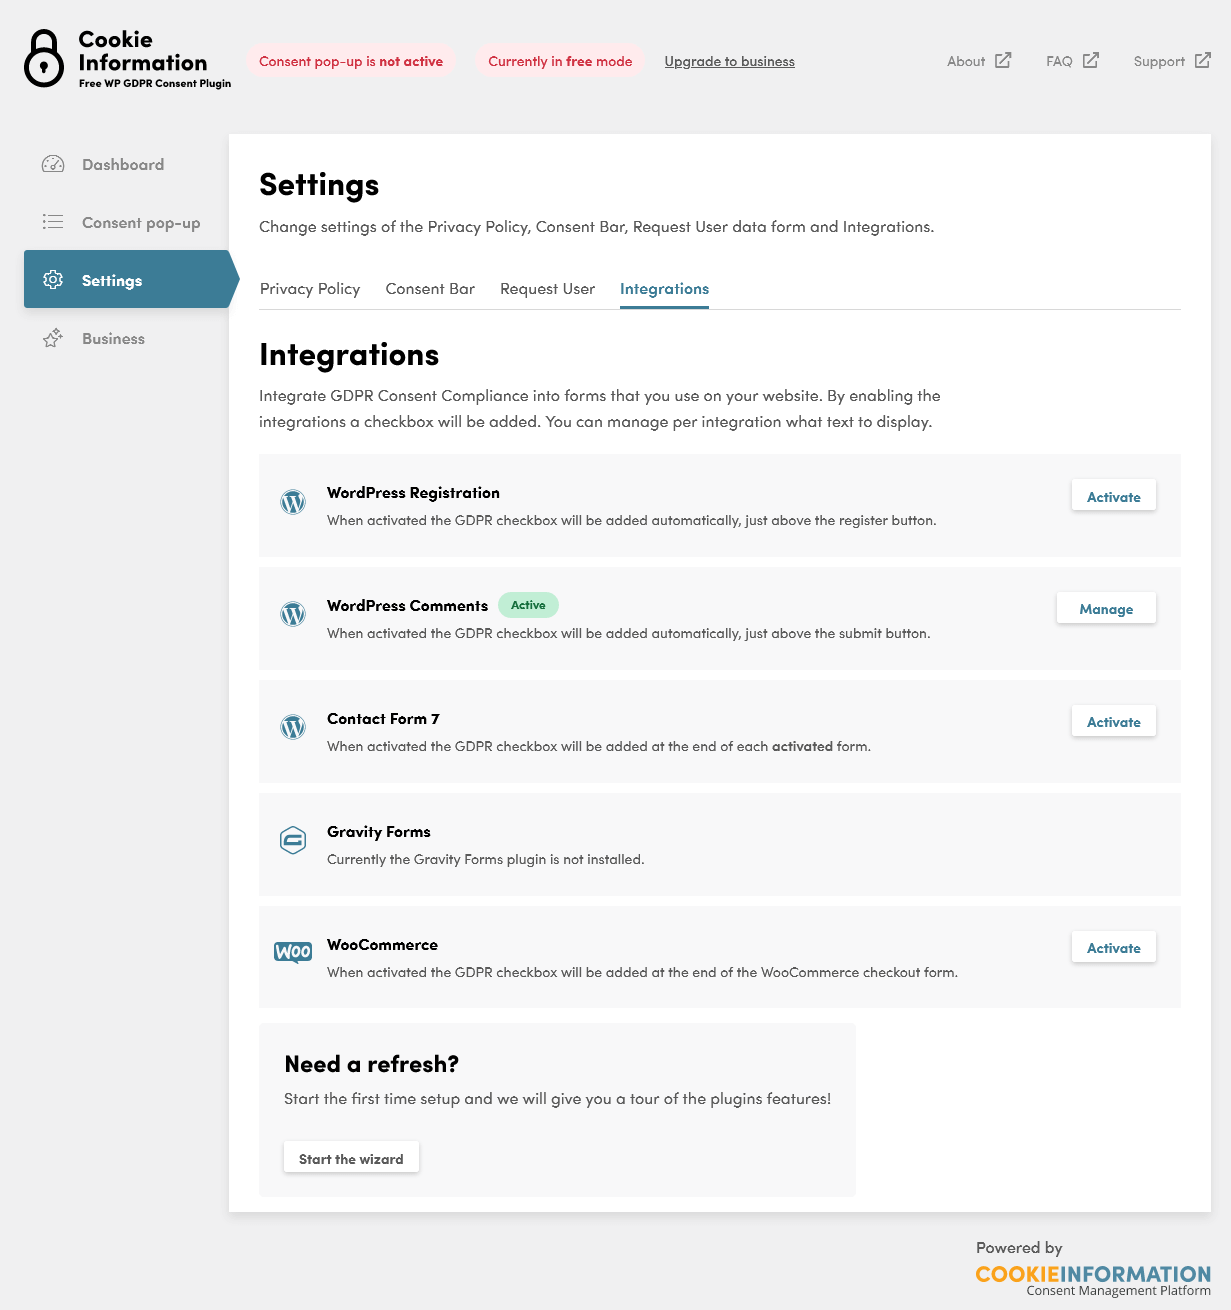 Cookie
Information
Free WP GDPR Consent Plugin
Consent pop-up is not active
Currently in free mode
Upgrade to business
About
FAQ
Support
Dashboard
Consent pop-up
Settings
Business
Settings
Change settings of the Privacy Policy, Consent Bar, Request User data form and Integrations.
Privacy Policy
Consent Bar
Request User
Integrations
Integrations
Integrate GDPR Consent Compliance into forms that you use on your website. By enabling the
integrations a checkbox will be added. You can manage per integration what text to display.
WordPress Registration
When activated the GDPR checkbox will be added automatically, just above the register button.
Activate
WordPress Comments
Active
When activated the GDPR checkbox will be added automatically, just above the submit button.
Manage
Contact Form 7
When activated the GDPR checkbox will be added at the end of each activated form.
Activate
Gravity Forms
Currently the Gravity Forms plugin is not installed.
Woo
WooCommerce
When activated the GDPR checkbox will be added at the end of the WooCommerce checkout form.
Activate
Need a refresh?
Start the first time setup and we will give you a tour of the plugins features!
Start the wizard
Powered by
COOKIEINFORMATION
Consent Management Platform